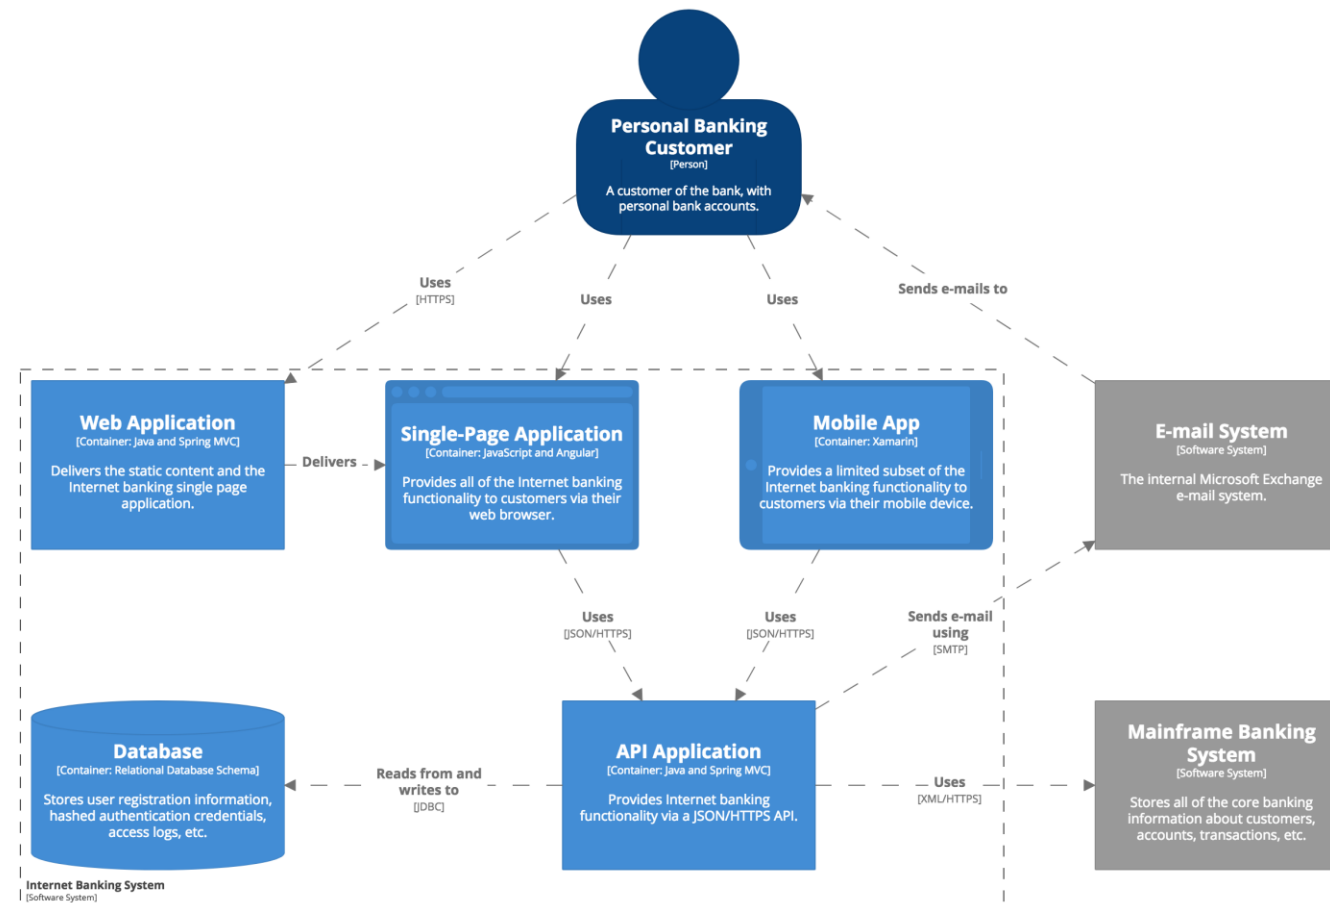 Personal Banking
Customer
[Person]
A customer of the bank, with
personal bank accounts.
Uses
[HTTPS]
Uses
Uses
Sends e-mails to
Web Application
[Container: Java and Spring MVC]
Delivers the static content and the
Internet banking single page
application.
Delivers
Single-Page Application
[Container: JavaScript and Angular]
Provides all of the Internet banking
functionality to customers via their
web browser.
Mobile App
[Container: Xamarin]
Provides a limited subset of the
Internet banking functionality to
customers via their mobile device.
E-mail System
[Software System]
The internal Microsoft Exchange
e-mail system.
Uses
[JSON/HTTPS]
Uses
[JSON/HTTPS]
Sends e-mail
using
[SMTP]
Database
[Container: Relational Database Schema]
Stores user registration information,
hashed authentication credentials,
access logs, etc.
Reads from and
writes to
[JDBC]
API Application
[Container: Java and Spring MVC]
Provides Internet banking
functionality via a JSON/HTTPS API.
Uses
[XML/HTTPS]
Mainframe Banking
System
[Software System]
Stores all of the core banking
information about customers,
accounts, transactions, etc.
Internet Banking System
[Software System]